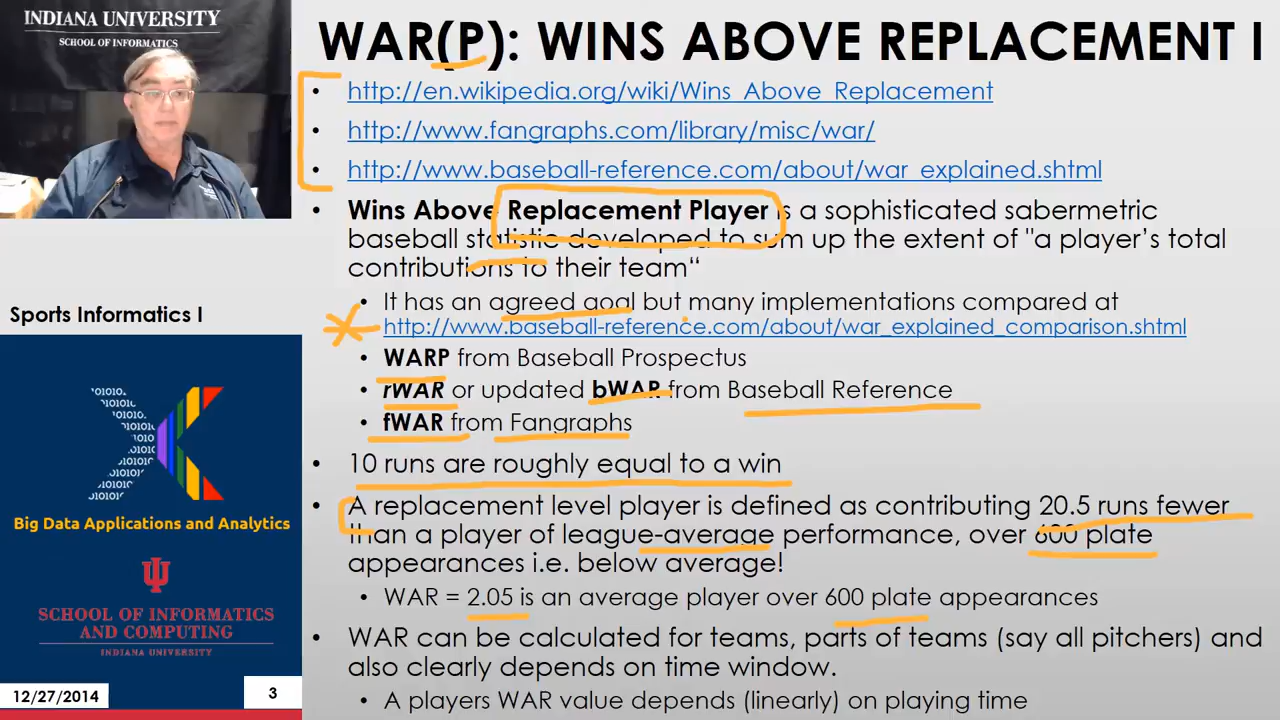 INDIANA UNIVERSITY
SCHOOL OF INFORMATICS
WAR(P): WINS ABOVE REPLACEMENT I
• http://en.wikipedia.org/wiki/Wins_Above_Replacement
• http://www.fangraphs.com/library/misc/war/
• http://www.baseball-reference.com/about/war_explained.shtml
• Wins Above Replacement Player is a sophisticated sabermetric
baseball statistic developed to sum up the extent of "a player’s total
contributions to their team“
• It has an agreed goal but many implementations compared at
http://www.baseball-reference.com/about/war_explained_comparison.shtml
• WARP from Baseball Prospectus
• rWAR or updated bWAR from Baseball Reference
• fWAR from Fangraphs
• 10 runs are roughly equal to a win
• A replacement level player is defined as contributing 20.5 runs fewer
than a player of league-average performance, over 600 plate
appearances i.e. below average!
• WAR = 2.05 is an average player over 600 plate appearances
• WAR can be calculated for teams, parts of teams (say all pitchers) and
also clearly depends on time window.
• A players WAR value depends (linearly) on playing time
Sports Informatics I
Big Data Applications and Analytics
SCHOOL OF INFORMATICS
AND COMPUTING
INDIANA UNIVERSITY
12/27/2014
3